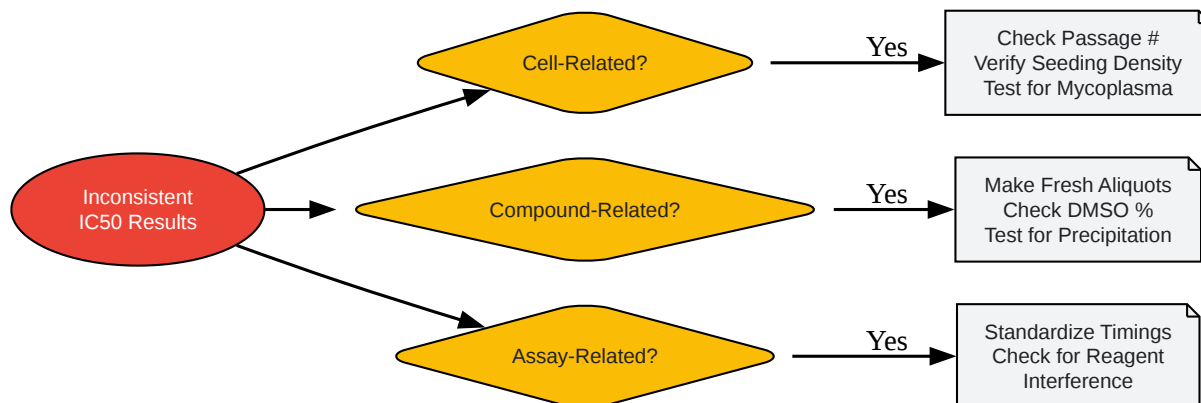 Inconsistent
IC50 Results
Cell-Related?
Yes
Check Passage #
Verify Seeding Density
Test for Mycoplasma
Compound-Related?
Yes
Make Fresh Aliquots
Check DMSO %
Test for Precipitation
Assay-Related?
Yes
Standardize Timings
Check for Reagent
Interference